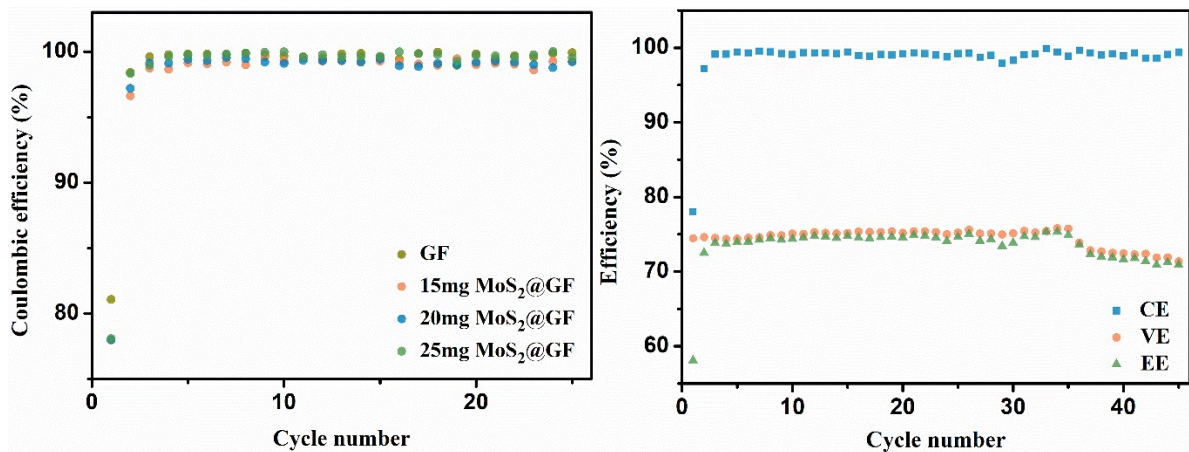 Coulombic efficiency (%)
100
90
80
0
10
20
Cycle number
GF
15mg MoS₂@GF
20mg MoS₂@GF
25mg MoS₂@GF
Efficiency (%)
100
90
80
70
60
0
10
20
30
40
Cycle number
CE
VE
EE